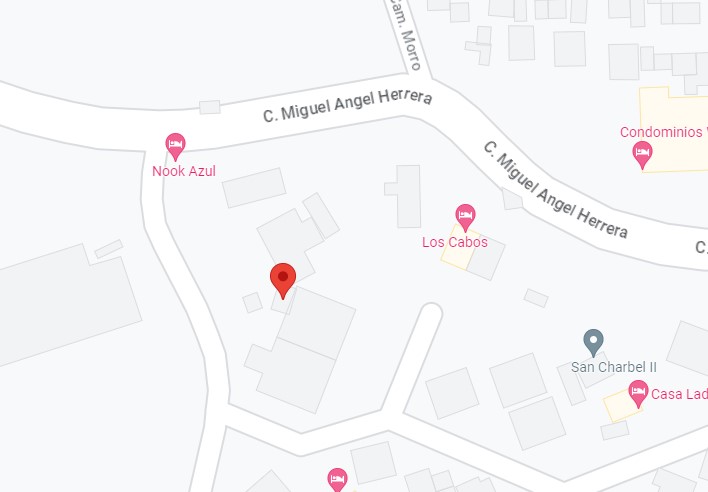 Cam. Morro
C. Miguel Angel Herrera
Condominios
Nook Azul
C. Miguel Angel Herrera
Los Cabos
C.
San Charbel II
Casa Lad